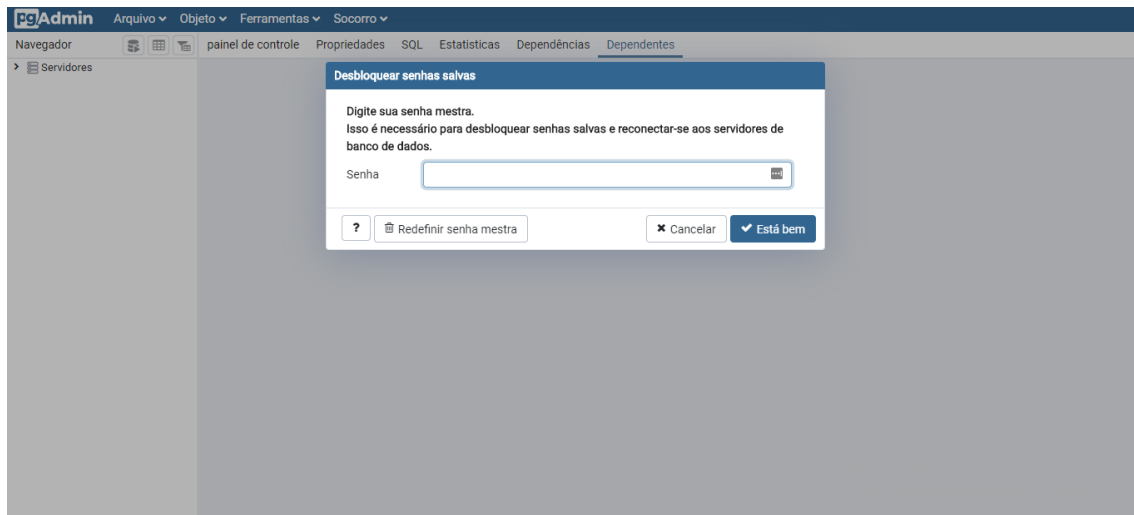 pgAdmin Arquivo Objeto Ferramentas Socorro
Navegador painel de controle Propriedades SQL Estatisticas Dependências Dependentes
Servidores
Desbloquear senhas salvas
Digite sua senha mestra.
Isso é necessário para desbloquear senhas salvas e reconectar-se aos servidores de
banco de dados.
Senha
? Redefinir senha mestra Cancelar Está bem